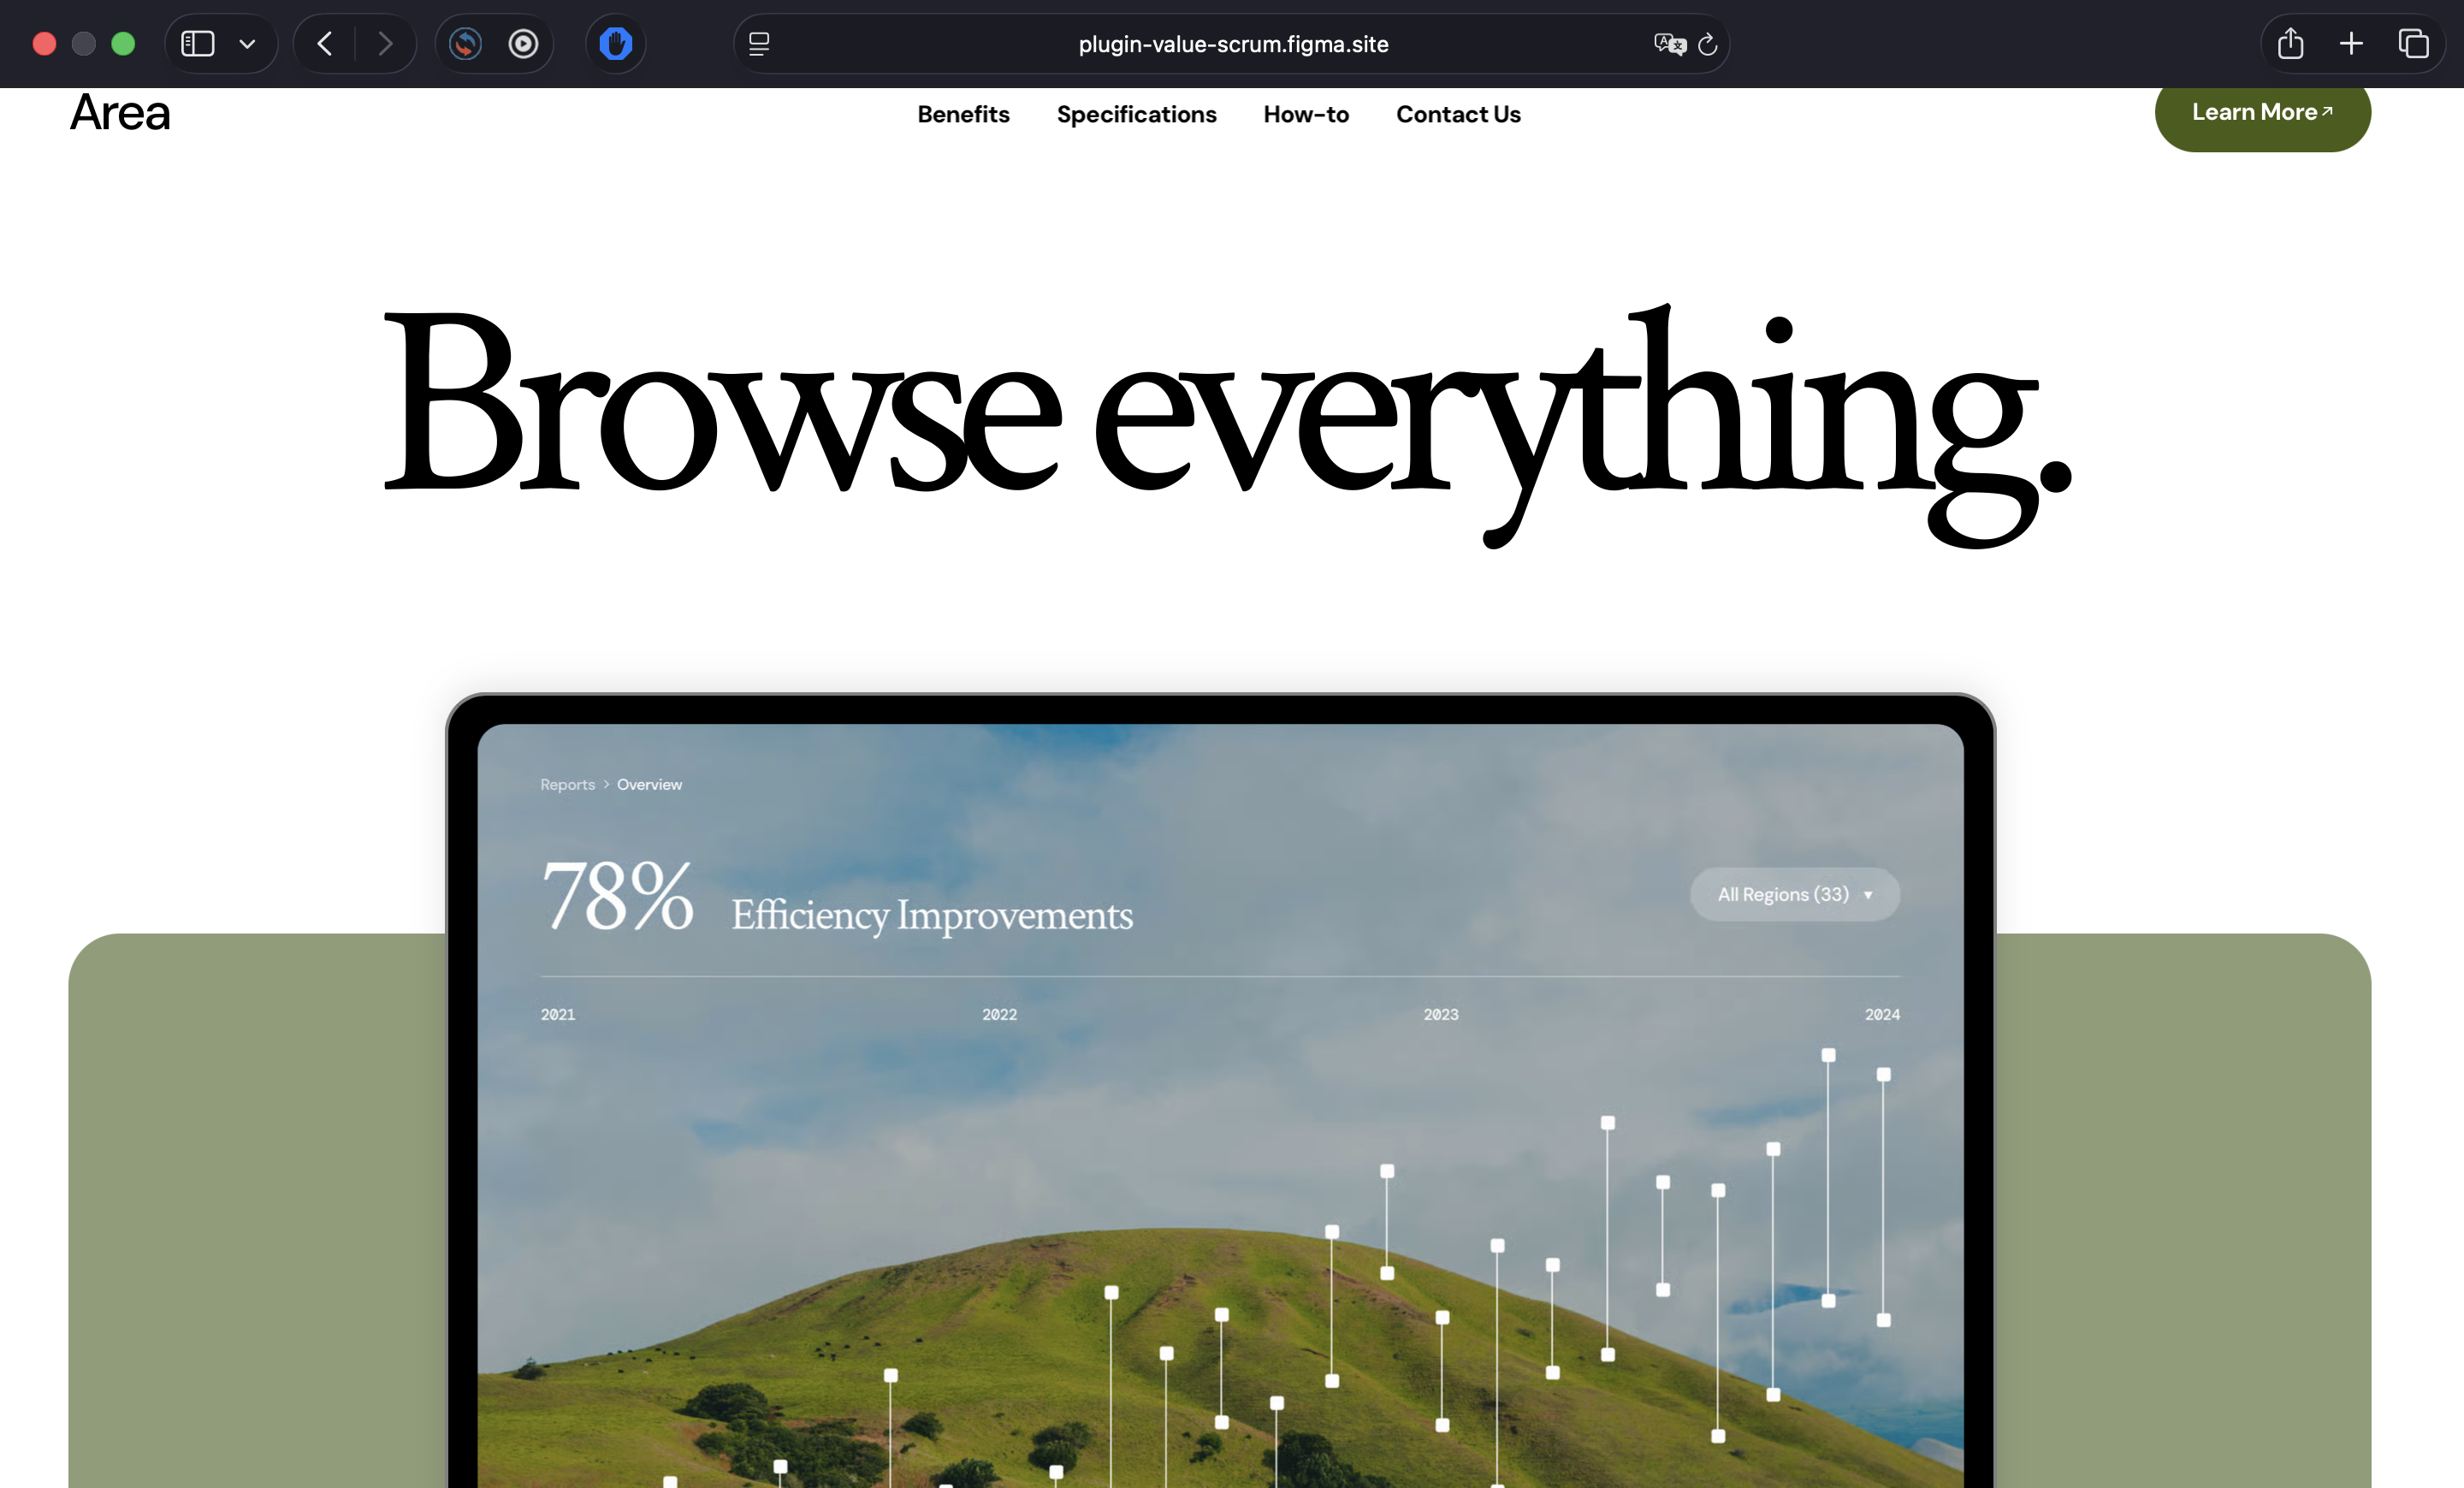 plugin-value-scrum.figma.site
Area
Benefits
Specifications
How-to
Contact Us
Learn More
Browse everything.
Reports > Overview
78% Efficiency Improvements
All Regions (33)
2021 2022 2023 2024